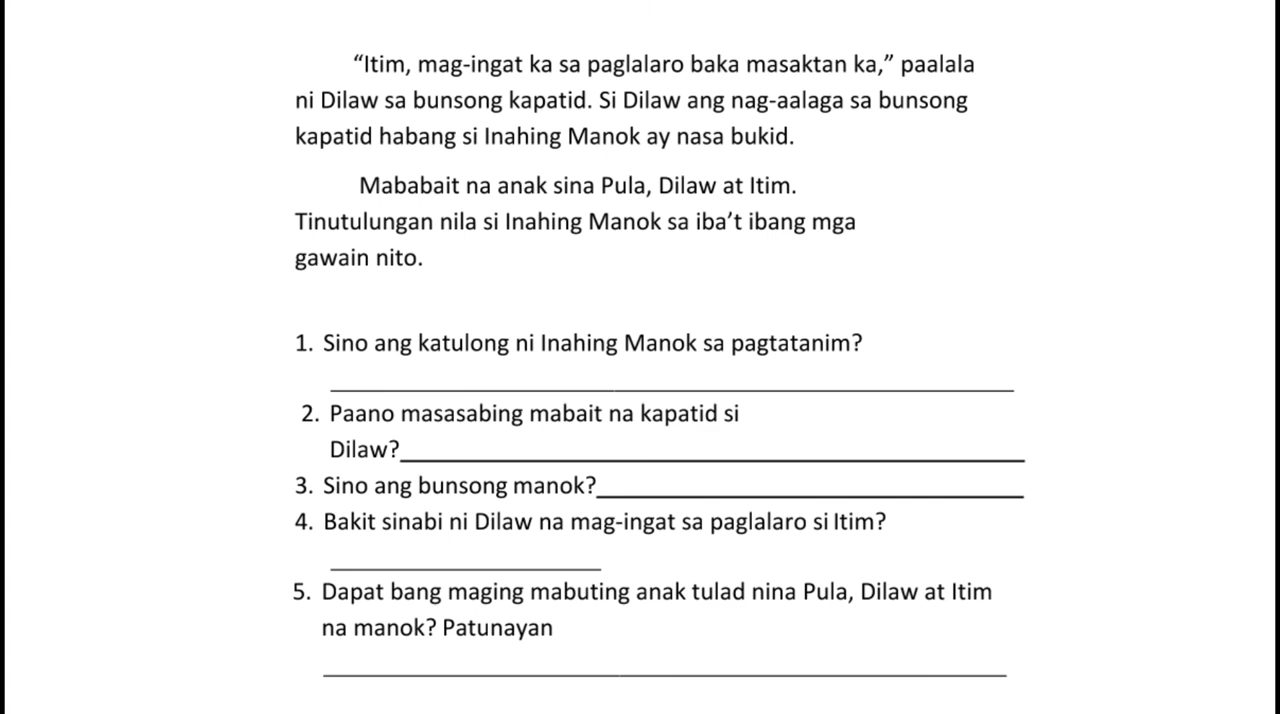 “Itim, mag-ingat ka sa paglalaro baka masaktan ka,” paalala
ni Dilaw sa bunsong kapatid. Si Dilaw ang nag-aalaga sa bunsong
kapatid habang si Inahing Manok ay nasa bukid.
Mababait na anak sina Pula, Dilaw at Itim.
Tinutulungan nila si Inahing Manok sa iba’t ibang mga
gawain nito.
1. Sino ang katulong ni Inahing Manok sa pagtatanim?
2. Paano masasabing mabait na kapatid si
Dilaw?
3. Sino ang bunsong manok?
4. Bakit sinabi ni Dilaw na mag-ingat sa paglalaro si Itim?
5. Dapat bang maging mabuting anak tulad nina Pula, Dilaw at Itim
na manok? Patunayan